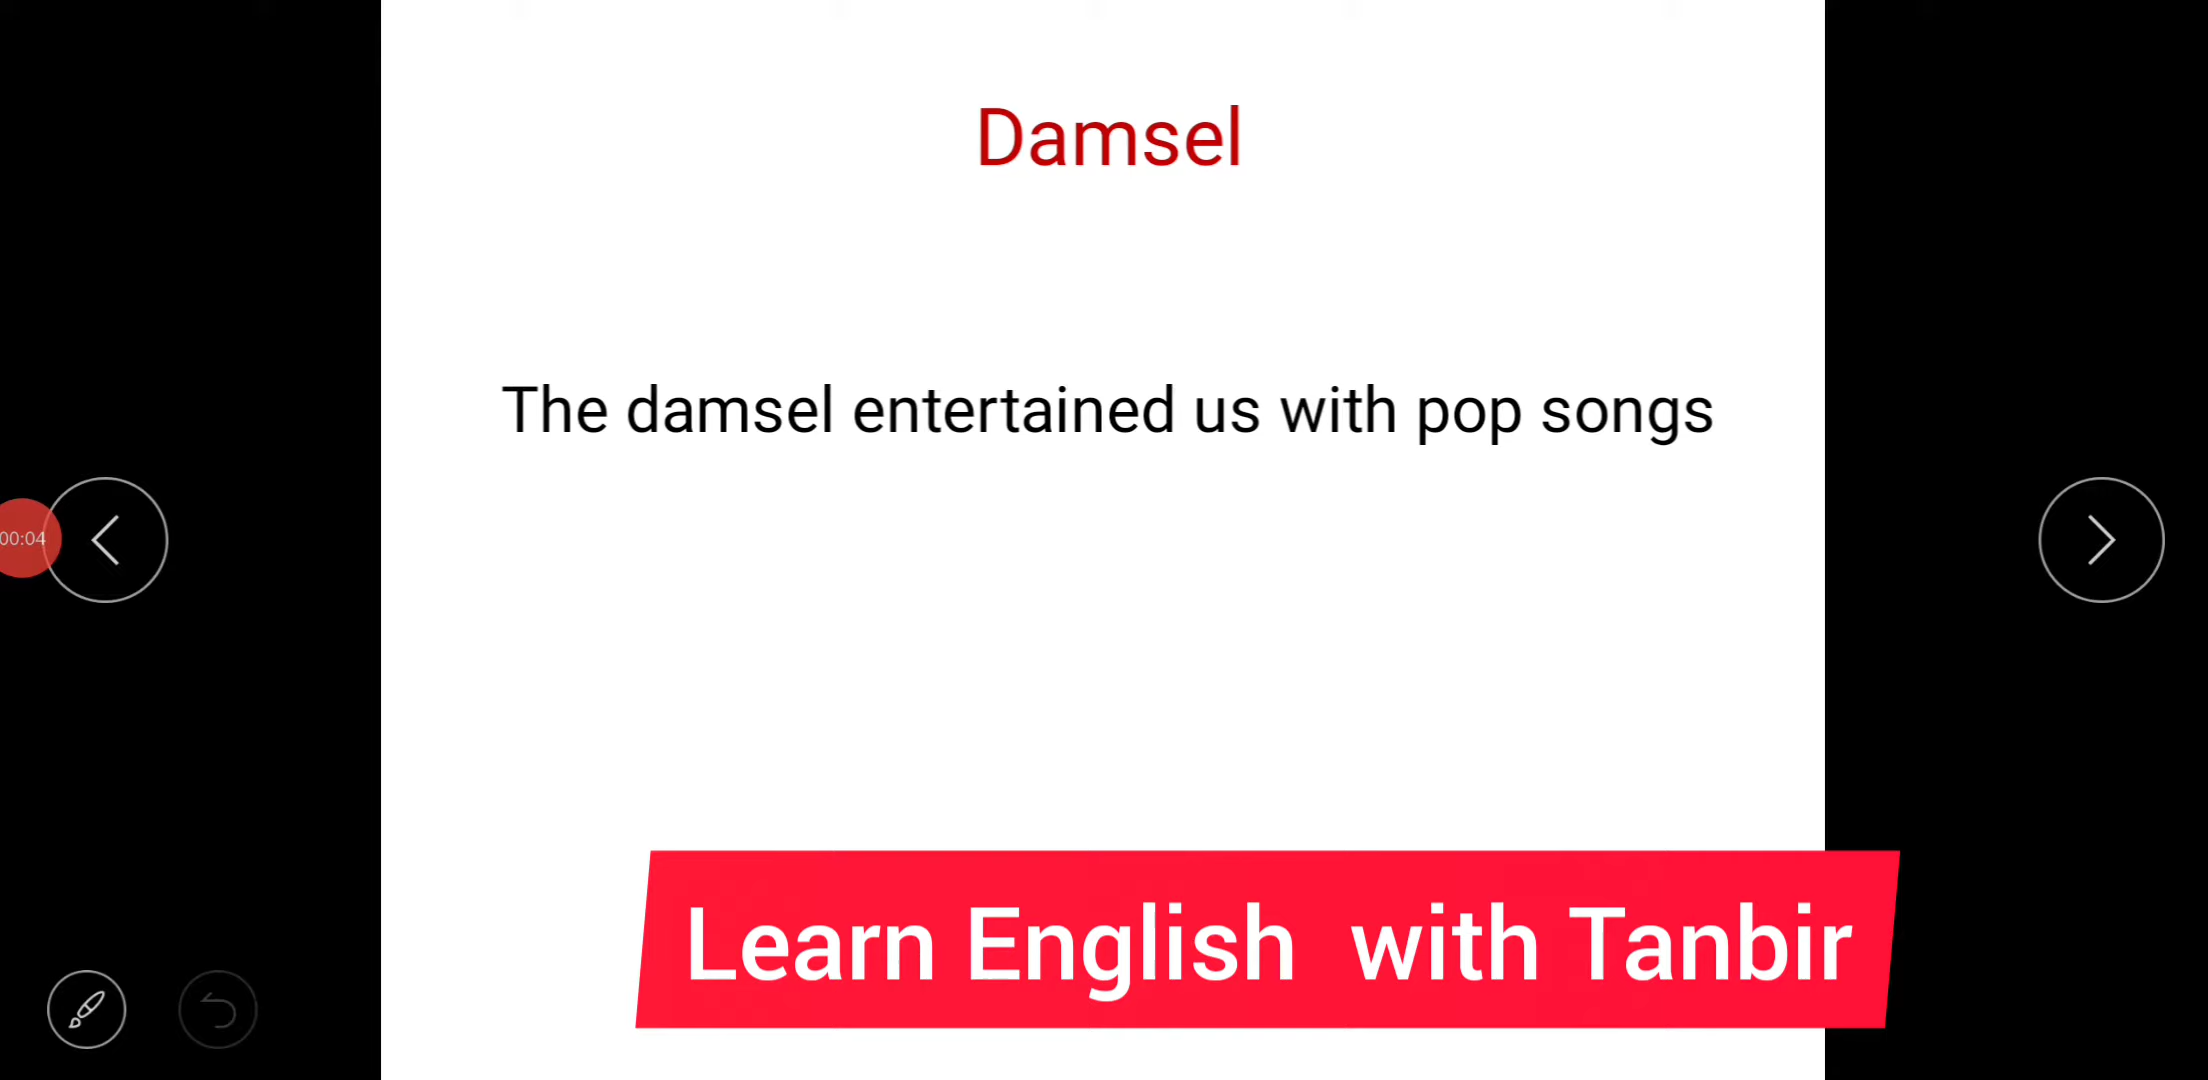 Damsel
The damsel entertained us with pop songs
00:04
Learn English with Tanbir